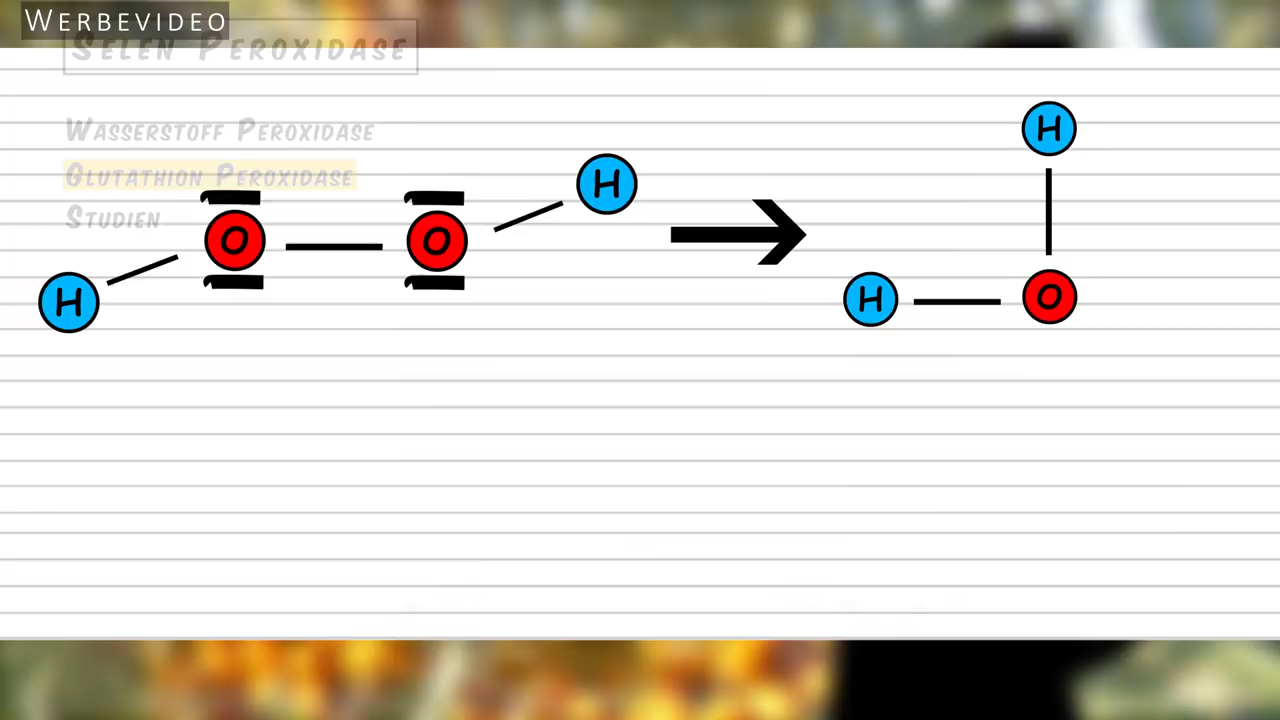 WERBEVIDEO
SELEN PEROXIDASE
WASSERSTOFF PEROXIDASE
GLUTATHION PEROXIDASE
STUDIEN
H O O H
H
H O